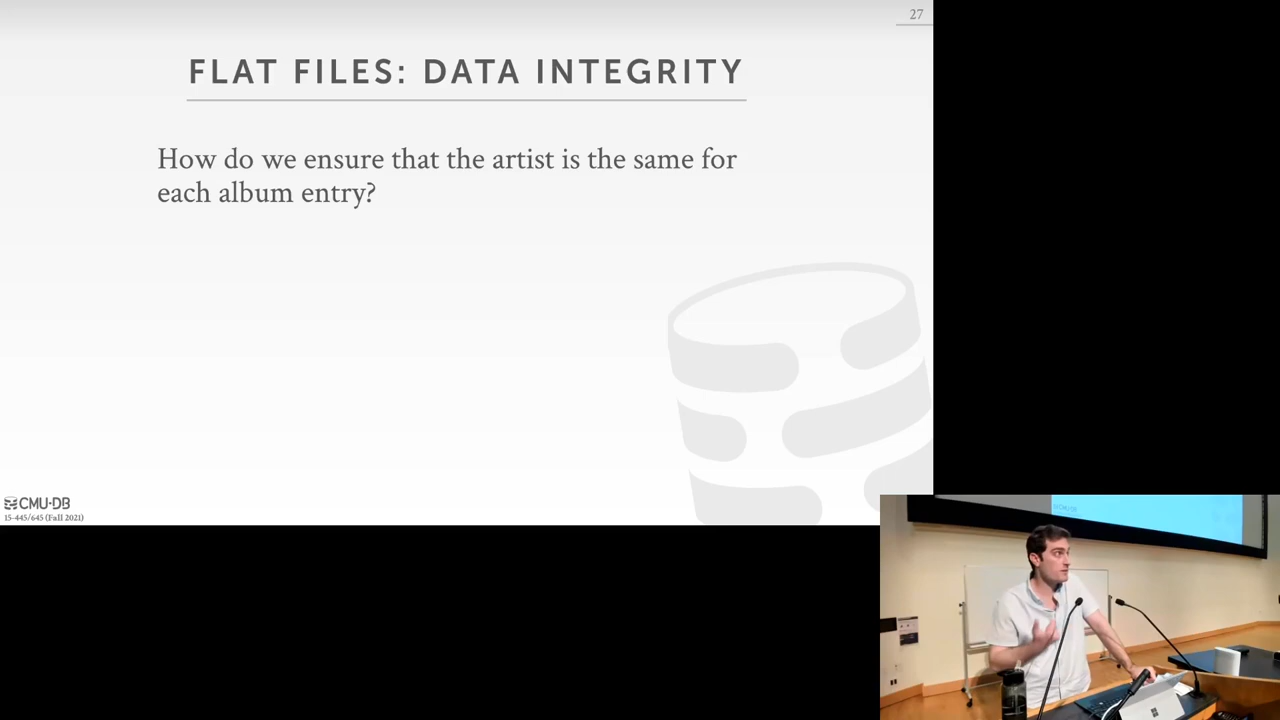 27
FLAT FILES: DATA INTEGRITY
How do we ensure that the artist is the same for
each album entry?
CMU·DB
15-445/645 (Fall 2021)